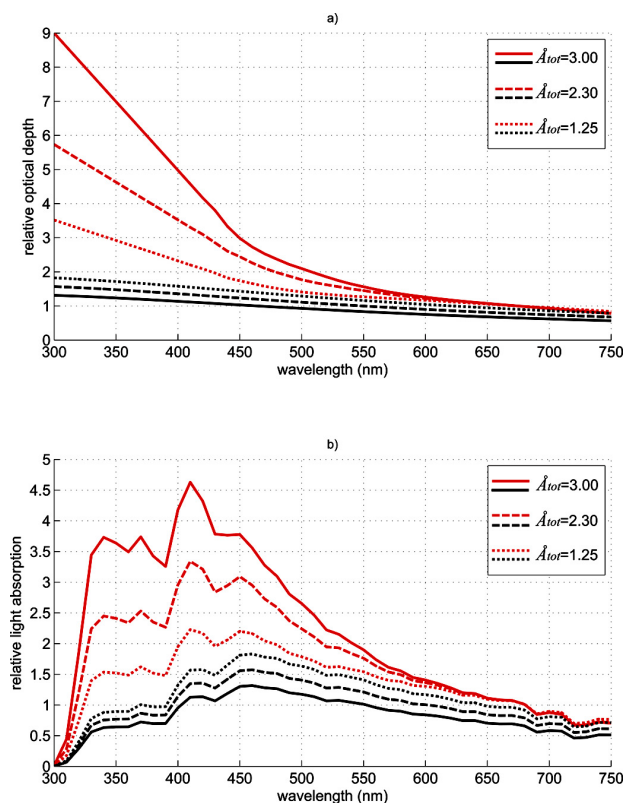 a)
9
8
7
6
5
4
3
2
1
0
relative optical depth
Åtot=3.00
Åtot=2.30
Åtot=1.25
300 350 400 450 500 550 600 650 700 750
wavelength (nm)
b)
5
4.5
4
3.5
3
2.5
2
1.5
1
0.5
0
relative light absorption
Åtot=3.00
Åtot=2.30
Åtot=1.25
300 350 400 450 500 550 600 650 700 750
wavelength (nm)